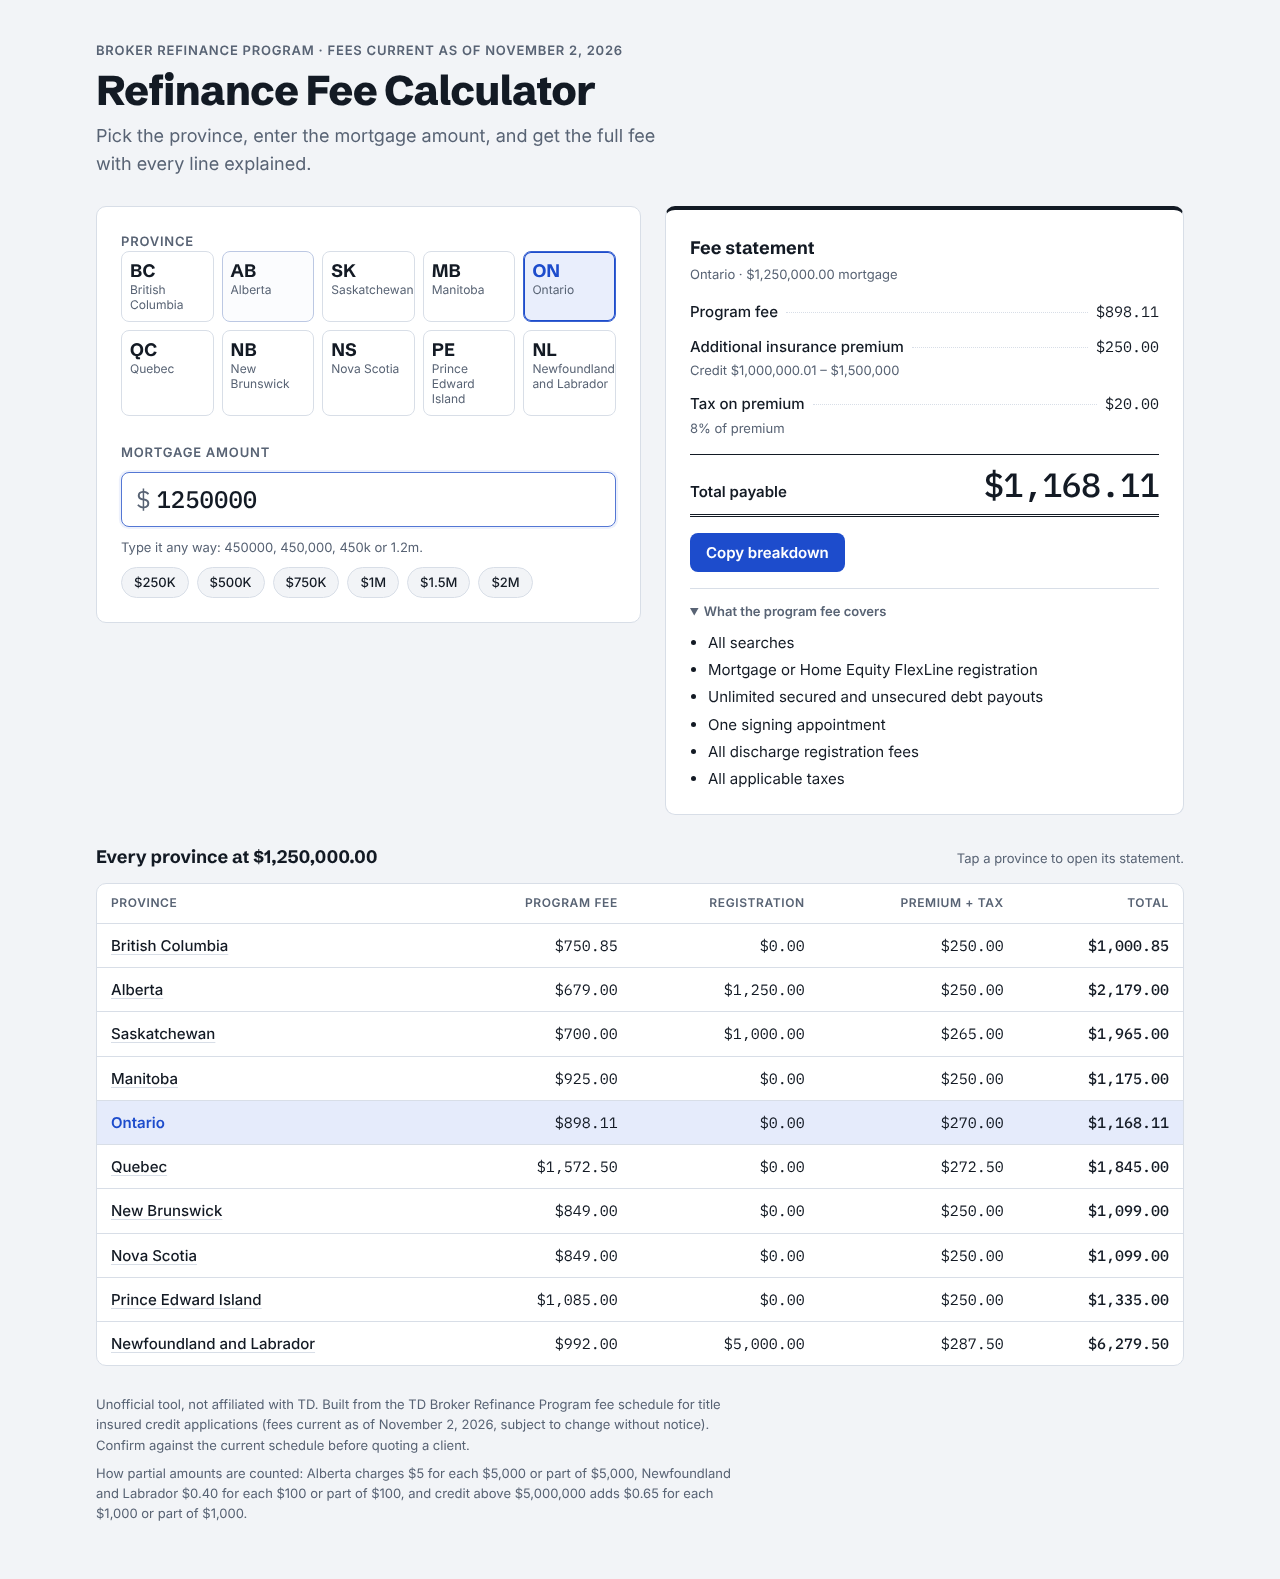 BROKER REFINANCE PROGRAM · FEES CURRENT AS OF NOVEMBER 2, 2026
Refinance Fee Calculator
Pick the province, enter the mortgage amount, and get the full fee
with every line explained.
PROVINCE
BC
British
Columbia
AB
Alberta
SK
Saskatchewan
MB
Manitoba
ON
Ontario
QC
Quebec
NB
New
Brunswick
NS
Nova Scotia
PE
Prince
Edward
Island
NL
Newfoundland
and Labrador
MORTGAGE AMOUNT
$ 1250000
Type it any way: 450000, 450,000, 450k or 1.2m.
$250K $500K $750K $1M $1.5M $2M
Fee statement
Ontario · $1,250,000.00 mortgage
Program fee $898.11
Additional insurance premium $250.00
Credit $1,000,000.01 – $1,500,000
Tax on premium $20.00
8% of premium
Total payable $1,168.11
Copy breakdown
▼ What the program fee covers
• All searches
• Mortgage or Home Equity FlexLine registration
• Unlimited secured and unsecured debt payouts
• One signing appointment
• All discharge registration fees
• All applicable taxes
Every province at $1,250,000.00
Tap a province to open its statement.
PROVINCE PROGRAM FEE REGISTRATION PREMIUM + TAX TOTAL
British Columbia $750.85 $0.00 $250.00 $1,000.85
Alberta $679.00 $1,250.00 $250.00 $2,179.00
Saskatchewan $700.00 $1,000.00 $265.00 $1,965.00
Manitoba $925.00 $0.00 $250.00 $1,175.00
Ontario $898.11 $0.00 $270.00 $1,168.11
Quebec $1,572.50 $0.00 $272.50 $1,845.00
New Brunswick $849.00 $0.00 $250.00 $1,099.00
Nova Scotia $849.00 $0.00 $250.00 $1,099.00
Prince Edward Island $1,085.00 $0.00 $250.00 $1,335.00
Newfoundland and Labrador $992.00 $5,000.00 $287.50 $6,279.50
Unofficial tool, not affiliated with TD. Built from the TD Broker Refinance Program fee schedule for title
insured credit applications (fees current as of November 2, 2026, subject to change without notice).
Confirm against the current schedule before quoting a client.
How partial amounts are counted: Alberta charges $5 for each $5,000 or part of $5,000, Newfoundland
and Labrador $0.40 for each $100 or part of $100, and credit above $5,000,000 adds $0.65 for each
$1,000 or part of $1,000.